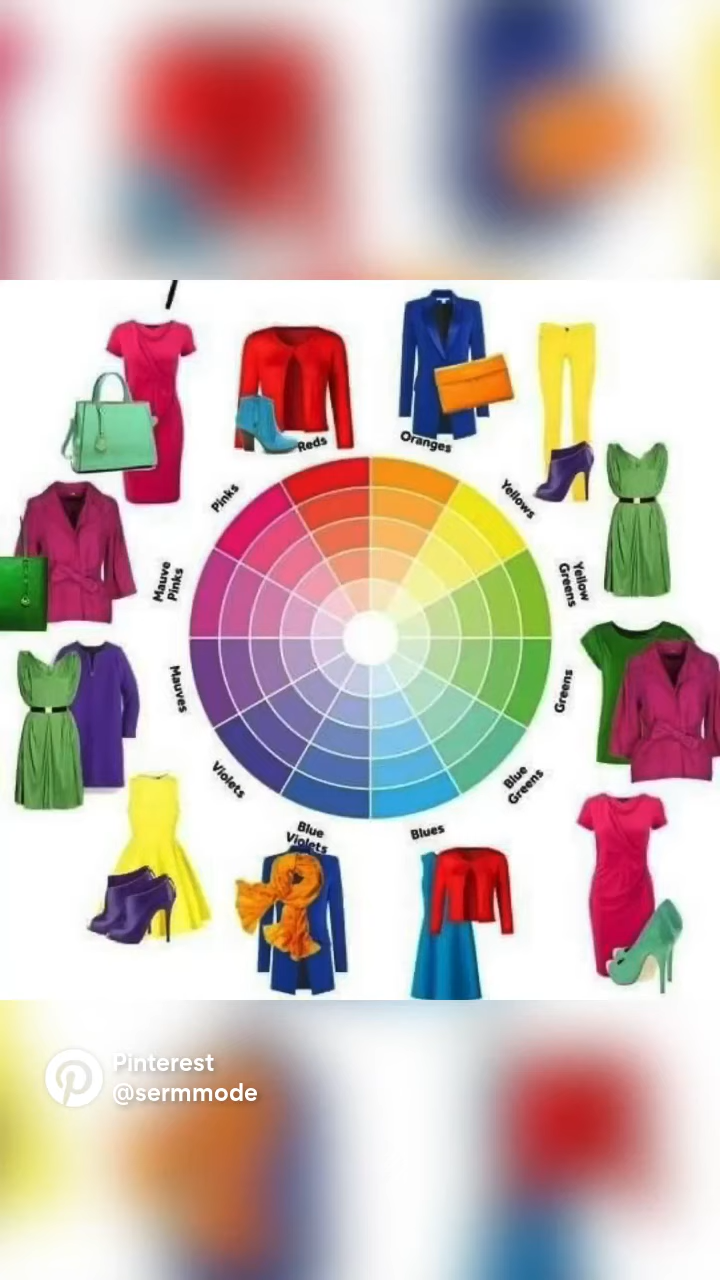 Reds
Oranges
Pinks
Yellows
Mauve
Pinks
Yellow
Greens
Mauves
Greens
Violets
Blue
Greens
Blue
Violets
Blues
Pinterest
@sermmode